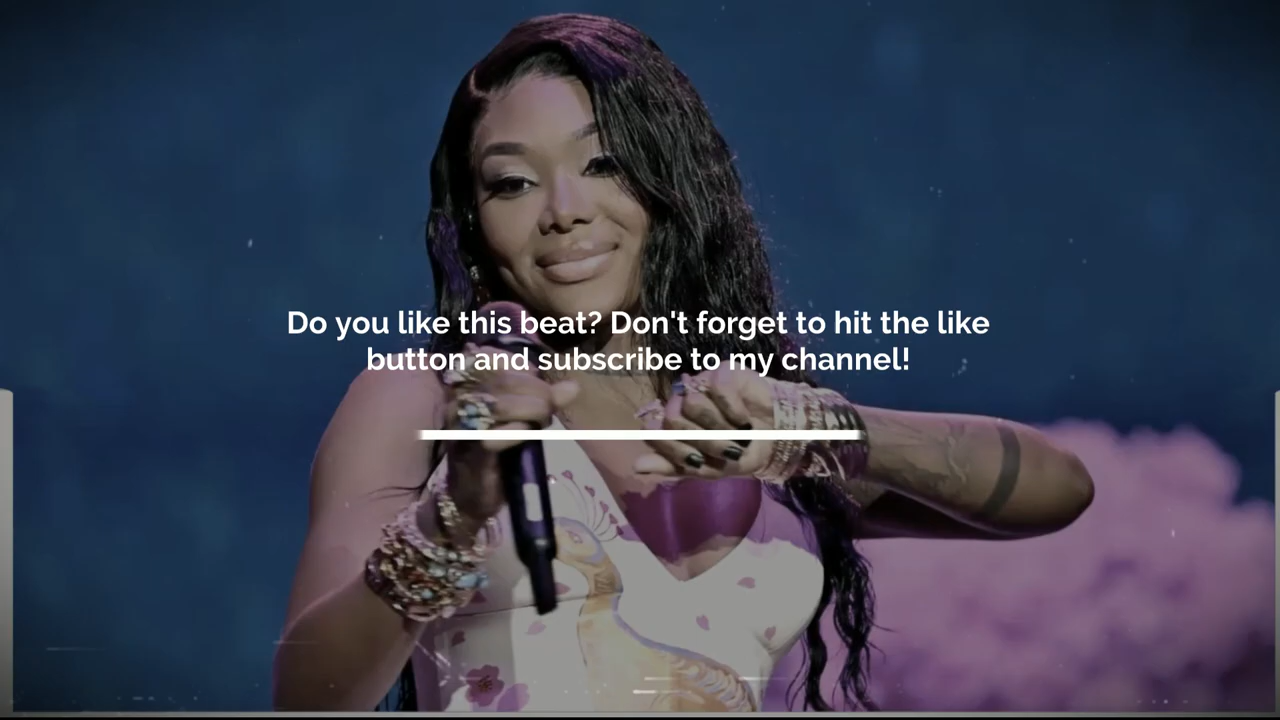 Do you like this beat? Don't forget to hit the like
button and subscribe to my channel!